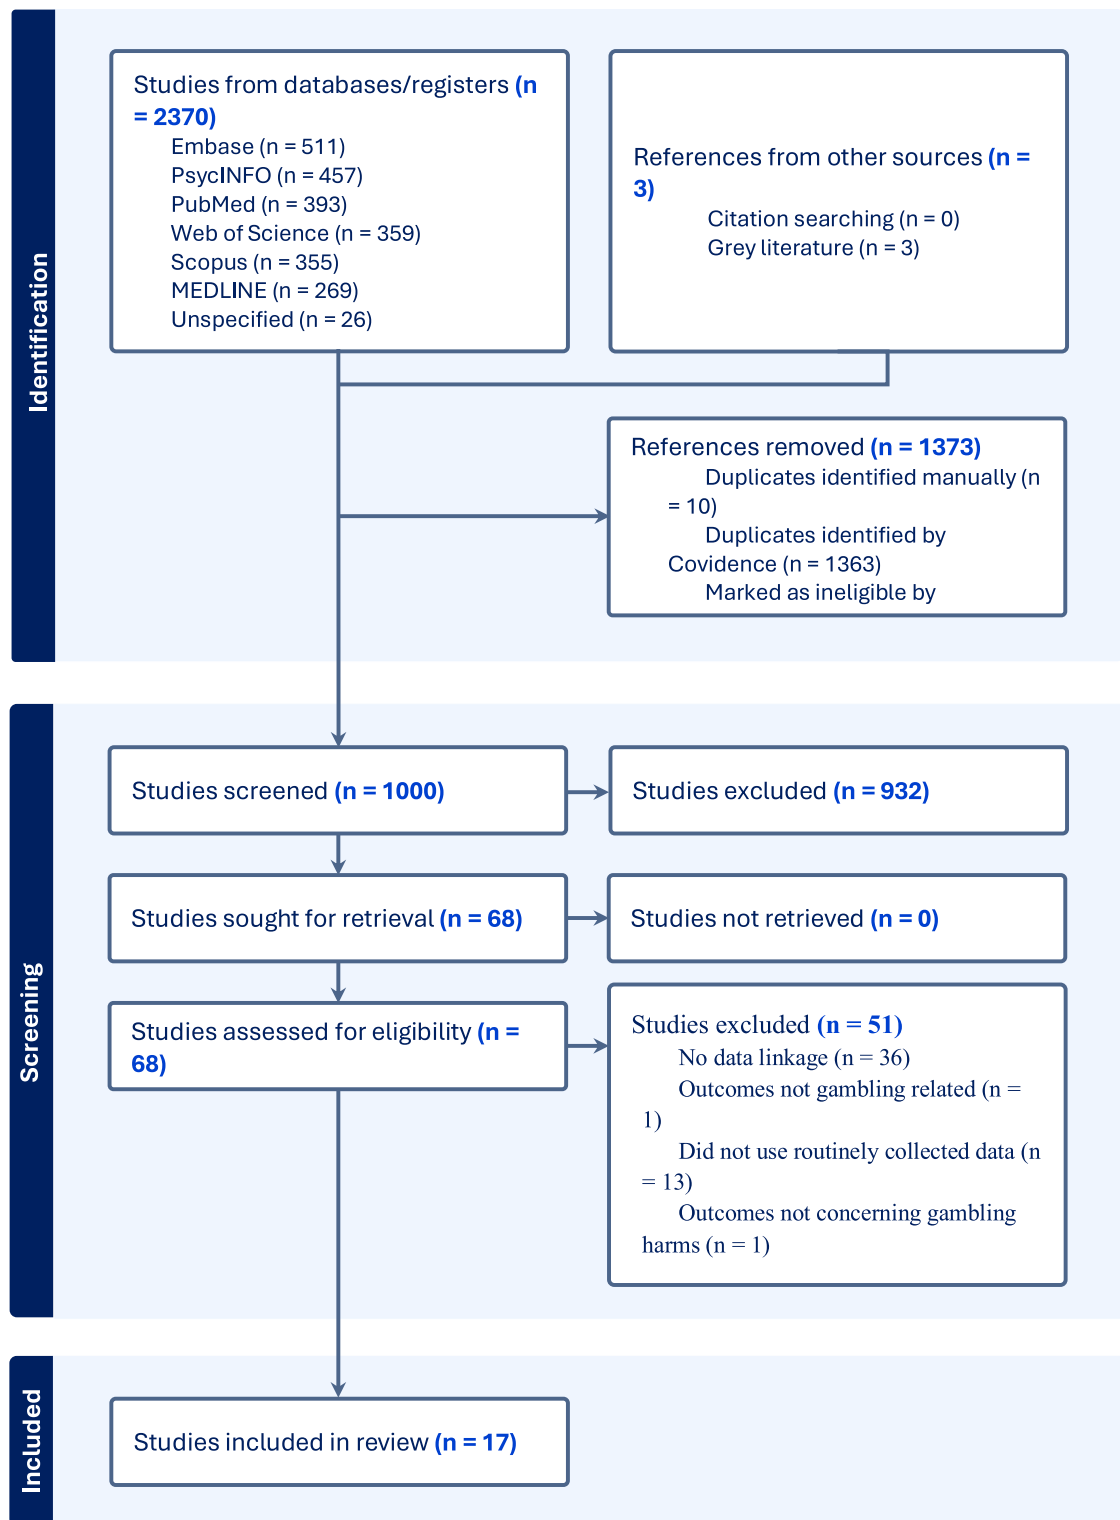 Identification
Studies from databases/registers (n
= 2370)
Embase (n = 511)
PsycINFO (n = 457)
PubMed (n = 393)
Web of Science (n = 359)
Scopus (n = 355)
MEDLINE (n = 269)
Unspecified (n = 26)
References from other sources (n =
3)
Citation searching (n = 0)
Grey literature (n = 3)
References removed (n = 1373)
Duplicates identified manually (n
= 10)
Duplicates identified by
Covidence (n = 1363)
Marked as ineligible by
Screening
Studies screened (n = 1000)
Studies excluded (n = 932)
Studies sought for retrieval (n = 68)
Studies not retrieved (n = 0)
Studies assessed for eligibility (n =
68)
Studies excluded (n = 51)
No data linkage (n = 36)
Outcomes not gambling related (n =
1)
Did not use routinely collected data (n
= 13)
Outcomes not concerning gambling
harms (n = 1)
Included
Studies included in review (n = 17)